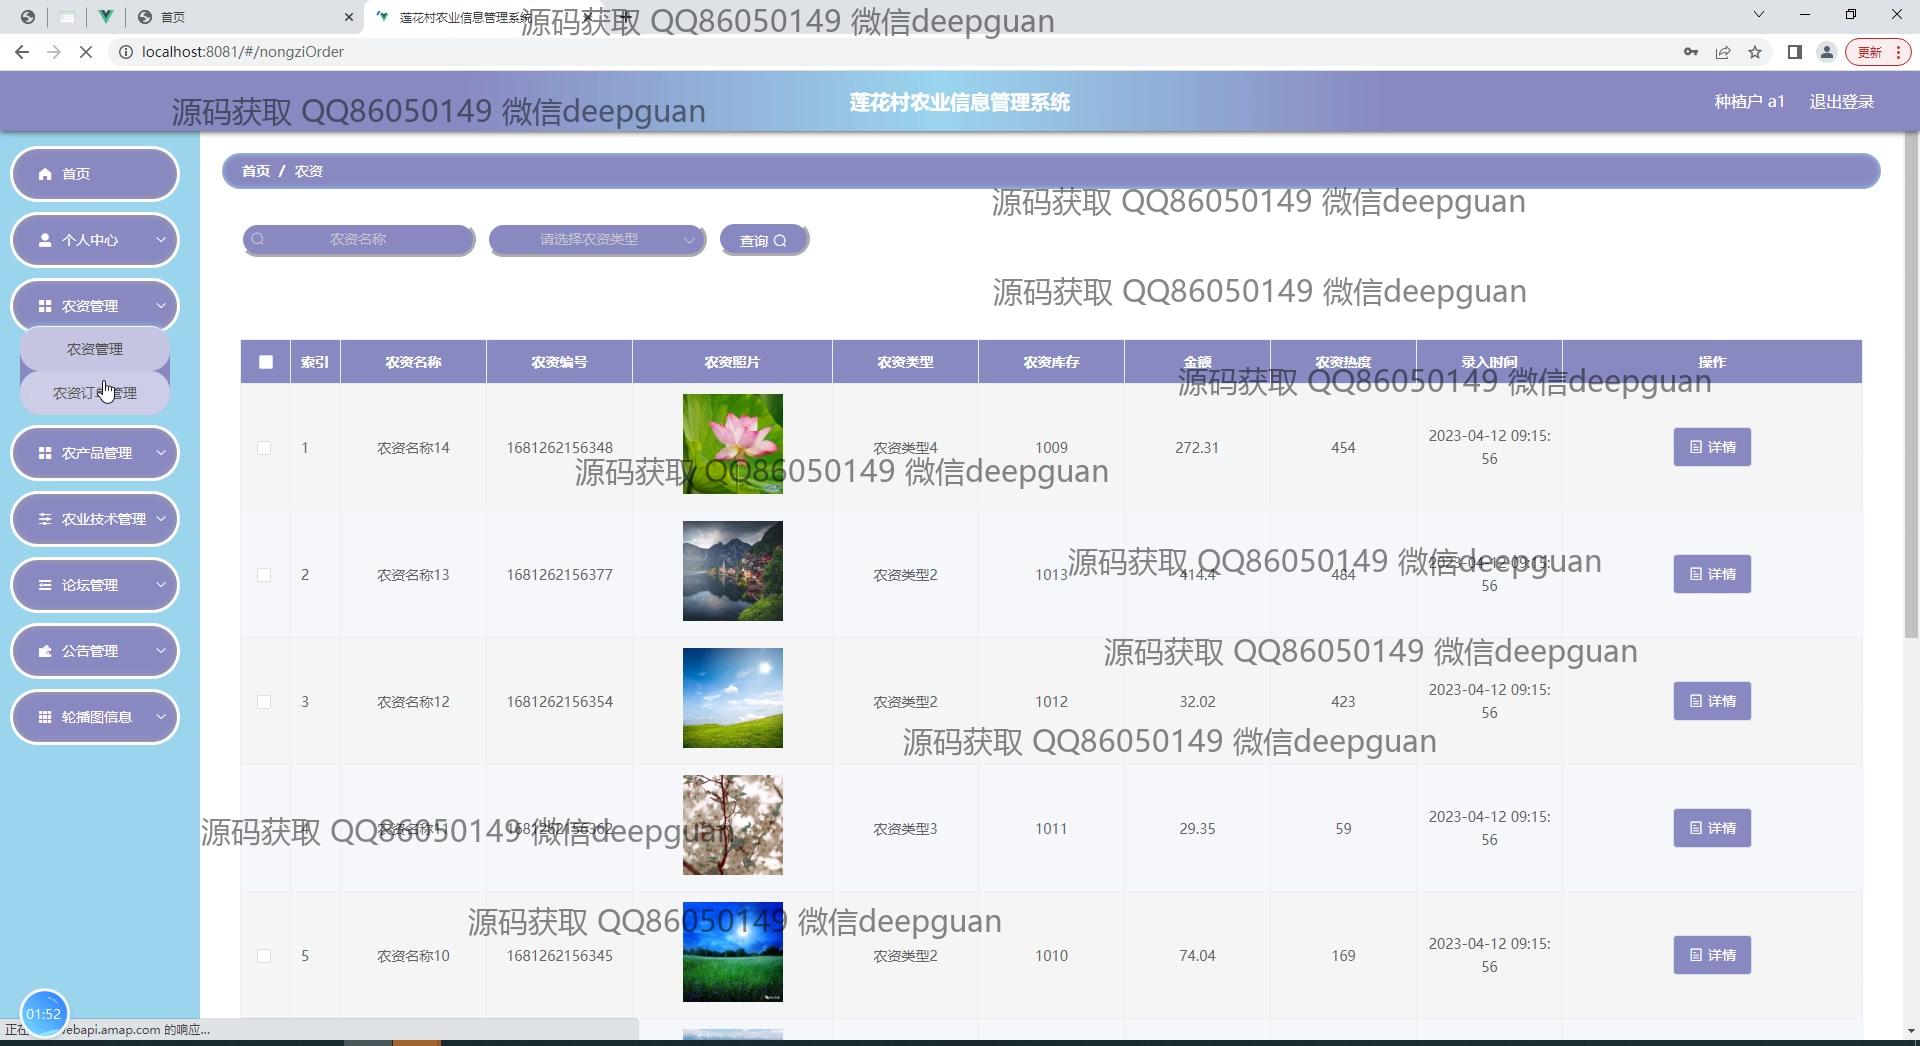 首页
莲花村农业信息管理系统
源码获取 QQ86050149 微信deepguan
localhost:8081/#/nongziOrder
更新
源码获取 QQ86050149 微信deepguan
莲花村农业信息管理系统
种植户 a1
退出登录
首页
个人中心
农资管理
农资管理
农资订单管理
农产品管理
农业技术管理
论坛管理
公告管理
轮播图信息
首页 / 农资
源码获取 QQ86050149 微信deepguan
农资名称
请选择农资类型
查询
源码获取 QQ86050149 微信deepguan
索引 农资名称 农资编号 农资照片 农资类型 农资库存 金额 农资热度 录入时间 操作
源码获取 QQ86050149 微信deepguan
1 农资名称14 1681262156348 农资类型4 1009 272.31 454 2023-04-12 09:15:
56
详情
源码获取 QQ86050149 微信deepguan
2 农资名称13 1681262156377 农资类型2 1013 414.4 484 2023-04-12 09:15:
56
详情
源码获取 QQ86050149 微信deepguan
源码获取 QQ86050149 微信deepguan
3 农资名称12 1681262156354 农资类型2 1012 32.02 423 2023-04-12 09:15:
56
详情
源码获取 QQ86050149 微信deepguan
4 农资名称11 1681262156362 农资类型3 1011 29.35 59 2023-04-12 09:15:
56
详情
源码获取 QQ86050149 微信deepguan
源码获取 QQ86050149 微信deepguan
5 农资名称10 1681262156345 农资类型2 1010 74.04 169 2023-04-12 09:15:
56
详情
01:52
webapi.amap.com 的响应...